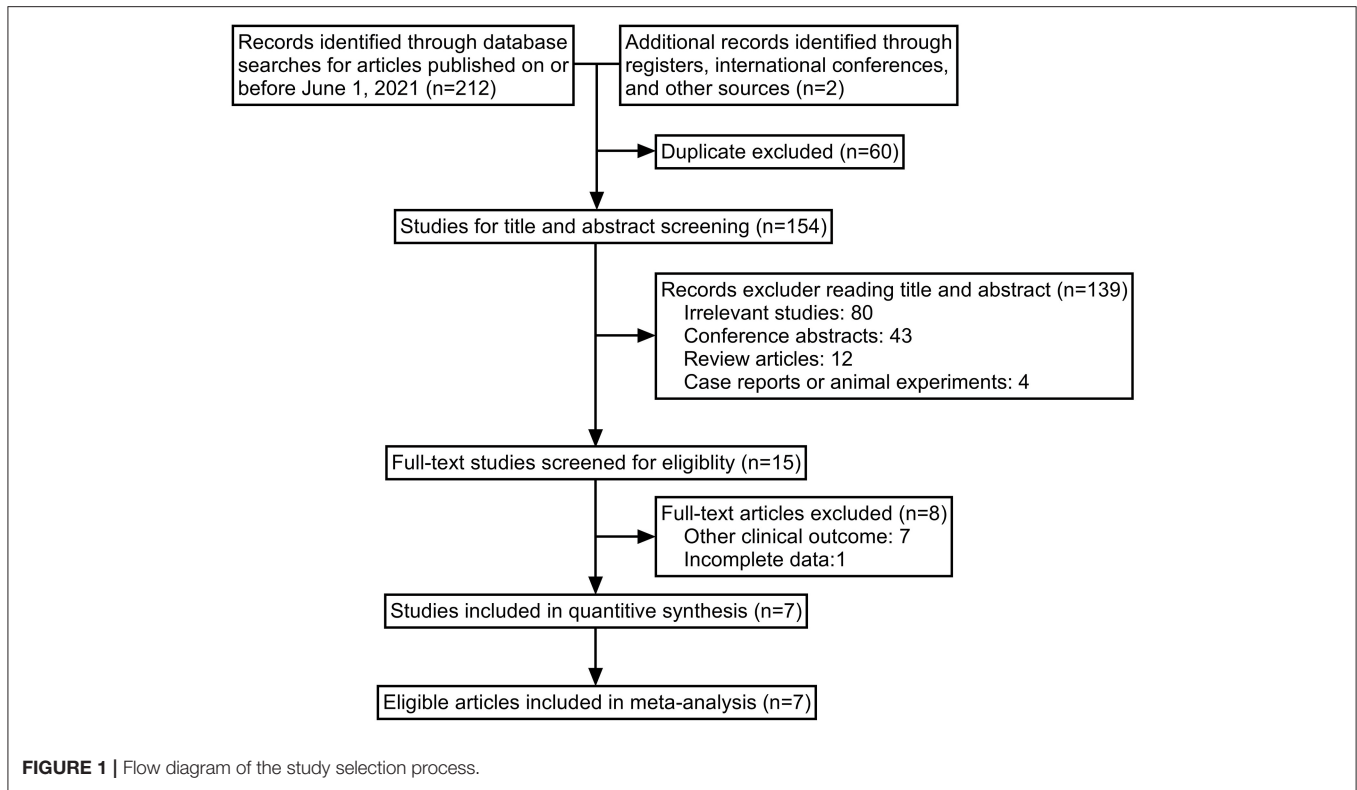 Records identified through database
searches for articles published on or
before June 1, 2021 (n=212)
Additional records identified through
registers, international conferences,
and other sources (n=2)
Duplicate excluded (n=60)
Studies for title and abstract screening (n=154)
Records excluder reading title and abstract (n=139)
Irrelevant studies: 80
Conference abstracts: 43
Review articles: 12
Case reports or animal experiments: 4
Full-text studies screened for eligiblity (n=15)
Full-text articles excluded (n=8)
Other clinical outcome: 7
Incomplete data:1
Studies included in quantitive synthesis (n=7)
Eligible articles included in meta-analysis (n=7)
FIGURE 1 | Flow diagram of the study selection process.